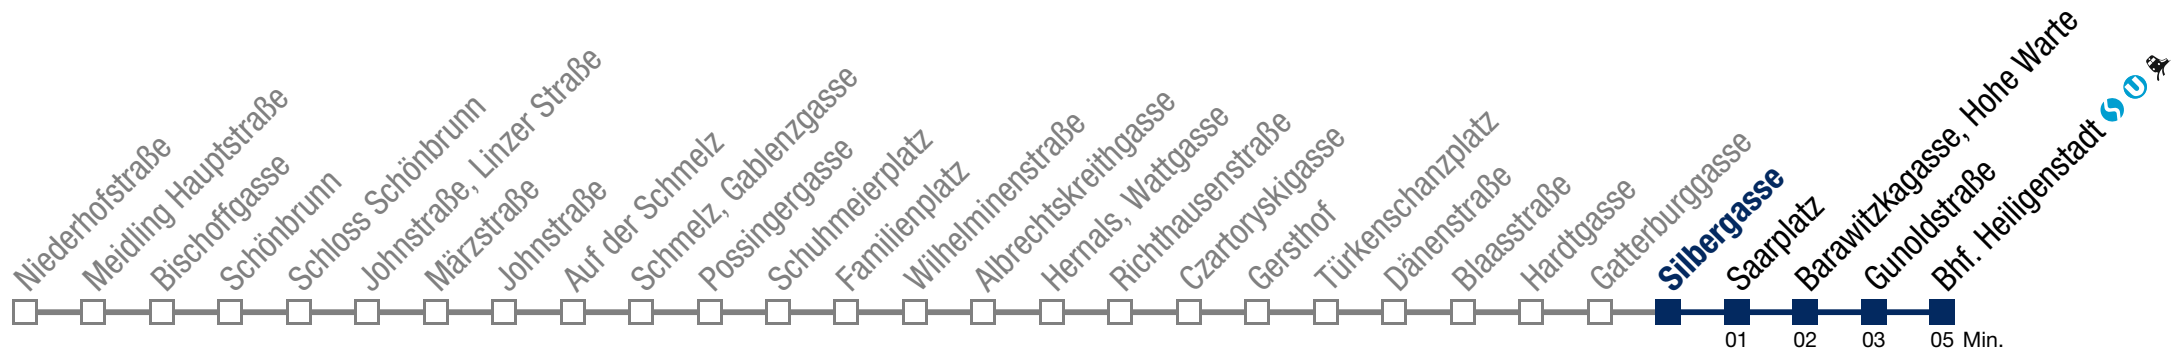 Niederhofstraße
Meidling Hauptstraße
Bischoffgasse
Schönbrunn
Schloss Schönbrunn
Johnstraße, Linzer Straße
Märzstraße
Johnstraße
Auf der Schmelz
Schmelz, Gablenzgasse
Possingergasse
Schuhmeierplatz
Familienplatz
Wilhelminenstraße
Albrechtskreithgasse
Hernals, Wattgasse
Richthausenstraße
Czartoryskigasse
Gersthof
Türkenschanzplatz
Dänenstraße
Blaasstraße
Hardtgasse
Gatterburggasse
Silbergasse
Saarplatz
Barawitzkagasse, Hohe Warte
Gunoldstraße
Bhf. Heiligenstadt S U
01 02 03 05 Min.